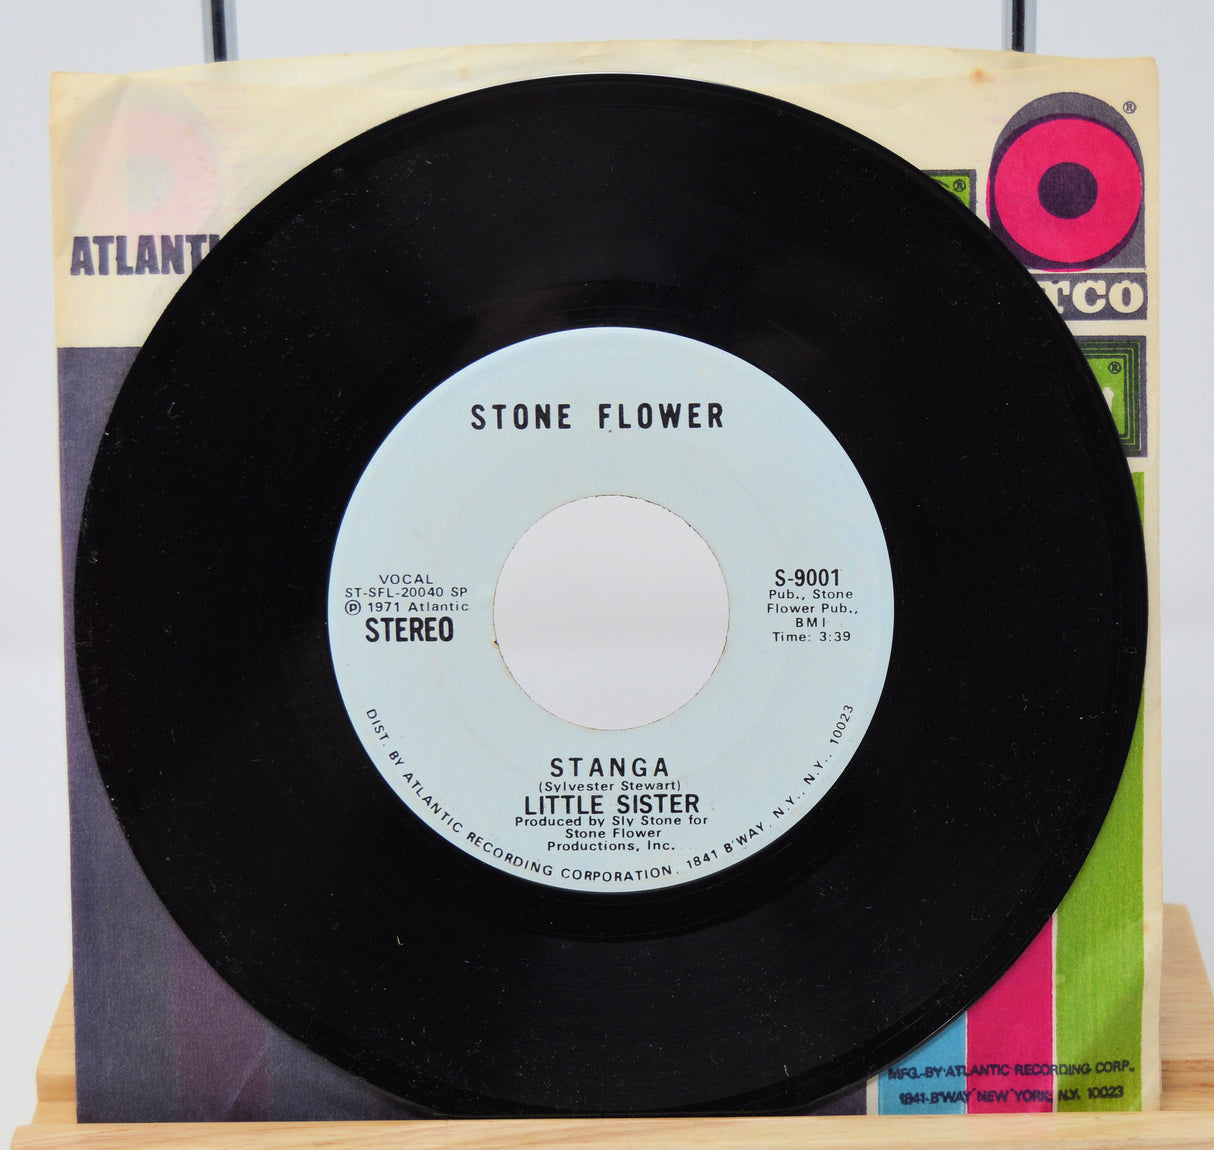 ATLANTI
®
®
TCO
®
STONE FLOWER
VOCAL
ST-SFL-20040 SP
Ⓟ 1971 Atlantic
STEREO
S-9001
Pub., Stone
Flower Pub.,
BMI
Time: 3:39
STANGA
(Sylvester Stewart)
LITTLE SISTER
Produced by Sly Stone for
Stone Flower
Productions, Inc.
DIST. BY ATLANTIC RECORDING CORPORATION, 1841 B'WAY, N.Y., N.Y., 10023
MFG. BY ATLANTIC RECORDING CORP.
1841 B'WAY NEW YORK, N.Y. 10023